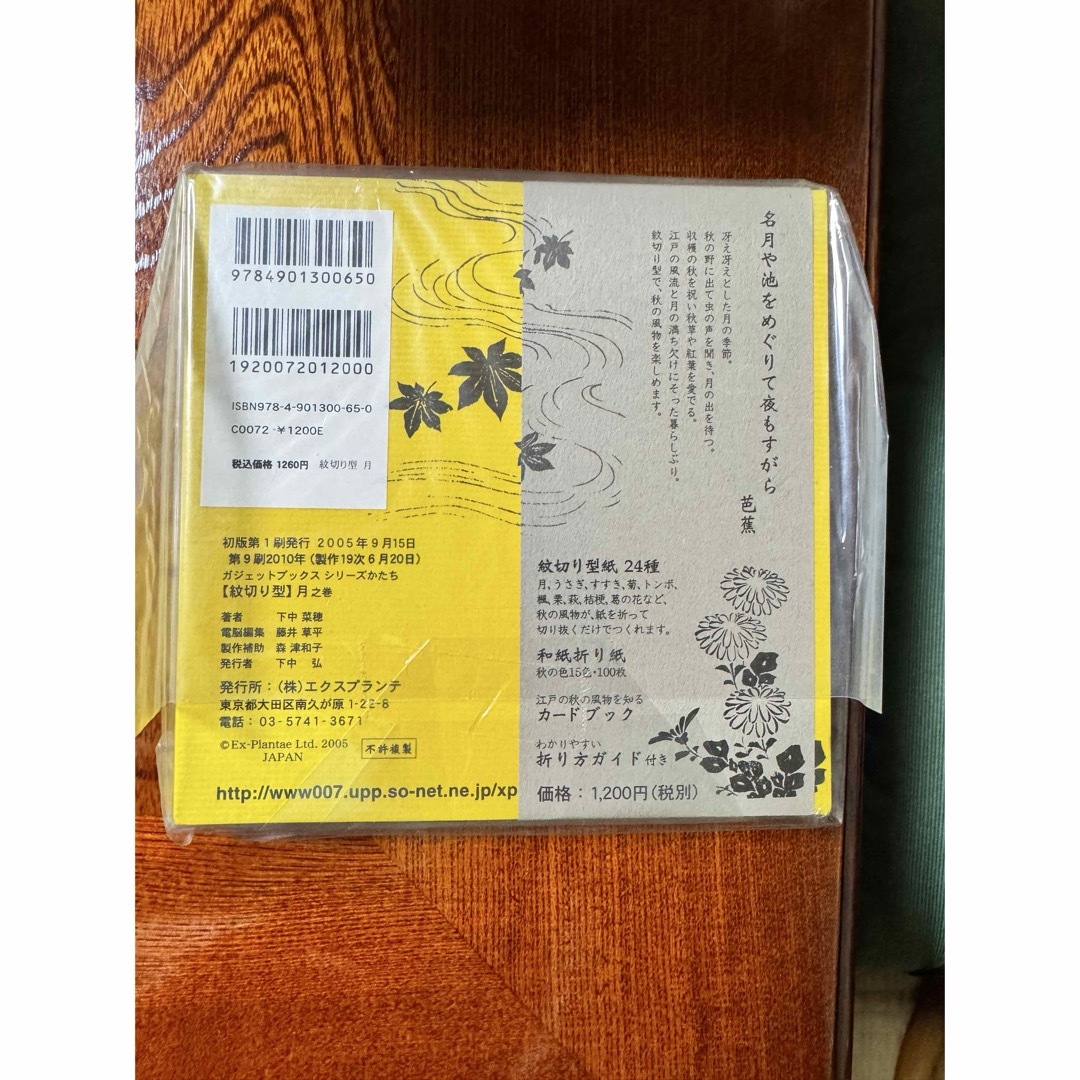 9784901300650
1920072012000
ISBN978-4-901300-65-0
C0072 ¥1200E
税込価格 1260円 紋切り型 月
初版第1刷発行 2005年9月15日
第9刷2010年(製作19次6月20日)
ガジェットブックス シリーズかたち
【紋切り型】月之巻
著者 下中 菜穂
電脳編集 藤井 草平
製作補助 森 津和子
発行者 下中 弘
発行所:(株)エクスプランテ
東京都大田区南久が原1-22-8
電話:03-5741-3671
©Ex-Plantae Ltd. 2005
JAPAN
不許複製
http://www007.upp.so-net.ne.jp/xp
名月や池をめぐりて夜もすがら
芭蕉
冴え冴えとした月の季節。
秋の野に出て虫の声を聞き、月の出を待つ。
収穫の秋を祝い秋草や紅葉を愛でる。
江戸の風流と月の満ち欠けにそった暮らしぶり。
紋切り型で、秋の風物を楽しめます。
紋切り型紙 24種
月、うさぎ、すすき、菊、トンボ、
楓、栗、萩、桔梗、葛の花など、
秋の風物が、紙を折って
切り抜くだけでつくれます。
和紙折り紙
秋の色15色・100枚
江戸の秋の風物を知る
カードブック
わかりやすい
折り方ガイド付き
価格:1,200円(税別)